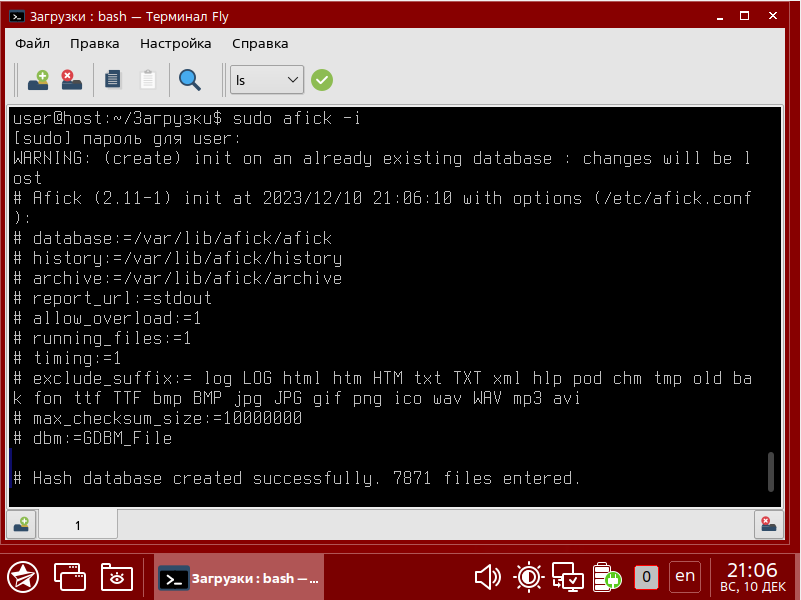 Загрузки : bash — Терминал Fly
Файл Правка Настройка Справка
ls
user@host:~/Загрузки$ sudo afick -i
[sudo] пароль для user:
WARNING: (create) init on an already existing database : changes will be l
ost
# Afick (2.11-1) init at 2023/12/10 21:06:10 with options (/etc/afick.conf
):
# database:=/var/lib/afick/afick
# history:=/var/lib/afick/history
# archive:=/var/lib/afick/archive
# report_url:=stdout
# allow_overload:=1
# running_files:=1
# timing:=1
# exclude_suffix:= log LOG html htm HTM txt TXT xml hlp pod chm tmp old ba
k fon ttf TTF bmp BMP jpg JPG gif png ico wav WAV mp3 avi
# max_checksum_size:=10000000
# dbm:=GDBM_File
# Hash database created successfully. 7871 files entered.
1
Загрузки : bash —...
0
en
21:06
ВС, 10 ДЕК